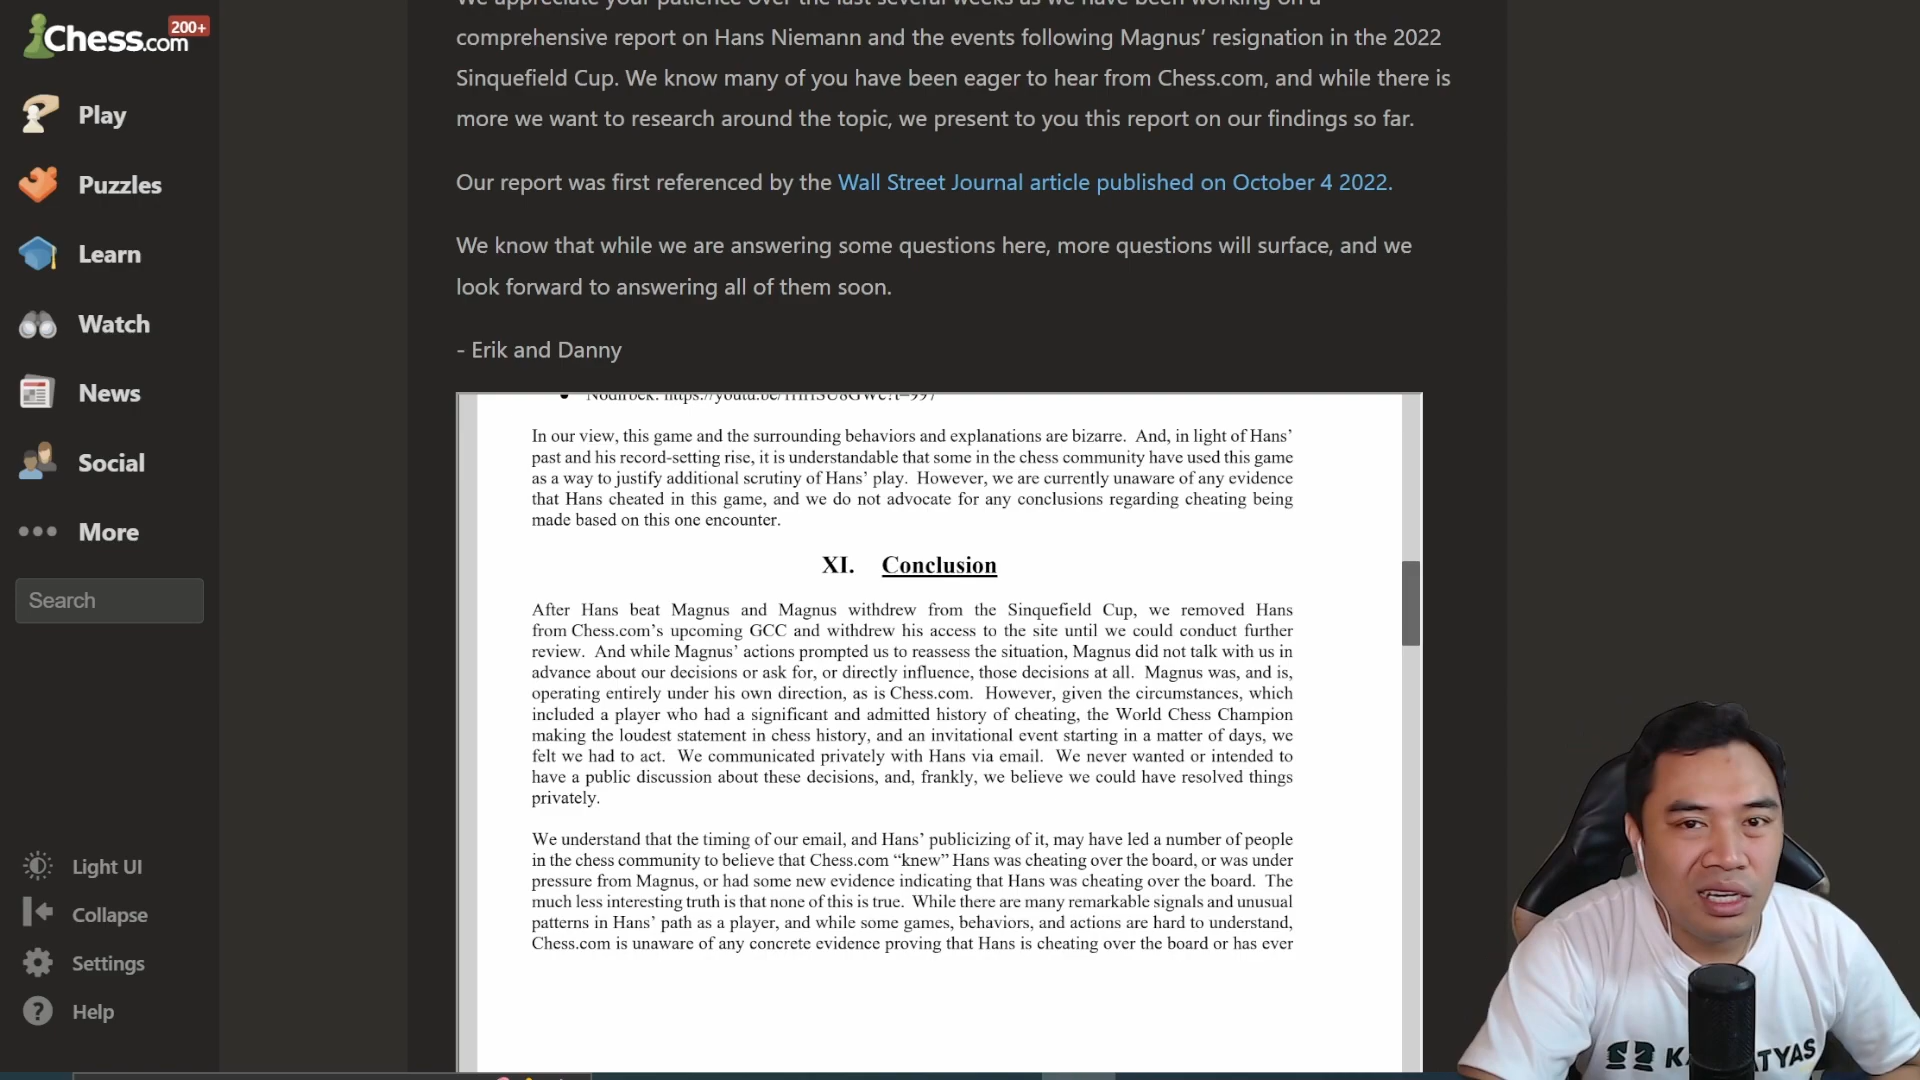 Chess.com
200+
Play
Puzzles
Learn
Watch
News
Social
More
Search
Light UI
Collapse
Settings
Help
We appreciate your patience over the last several weeks as we have been working on a
comprehensive report on Hans Niemann and the events following Magnus’ resignation in the 2022
Sinquefield Cup. We know many of you have been eager to hear from Chess.com, and while there is
more we want to research around the topic, we present to you this report on our findings so far.
Our report was first referenced by the Wall Street Journal article published on October 4 2022.
We know that while we are answering some questions here, more questions will surface, and we
look forward to answering all of them soon.
- Erik and Danny
In our view, this game and the surrounding behaviors and explanations are bizarre. And, in light of Hans’
past and his record-setting rise, it is understandable that some in the chess community have used this game
as a way to justify additional scrutiny of Hans’ play. However, we are currently unaware of any evidence
that Hans cheated in this game, and we do not advocate for any conclusions regarding cheating being
made based on this one encounter.
XI. Conclusion
After Hans beat Magnus and Magnus withdrew from the Sinquefield Cup, we removed Hans
from Chess.com’s upcoming GCC and withdrew his access to the site until we could conduct further
review. And while Magnus’ actions prompted us to reassess the situation, Magnus did not talk with us in
advance about our decisions or ask for, or directly influence, those decisions at all. Magnus was, and is,
operating entirely under his own direction, as is Chess.com. However, given the circumstances, which
included a player who had a significant and admitted history of cheating, the World Chess Champion
making the loudest statement in chess history, and an invitational event starting in a matter of days, we
felt we had to act. We communicated privately with Hans via email. We never wanted or intended to
have a public discussion about these decisions, and, frankly, we believe we could have resolved things
privately.
We understand that the timing of our email, and Hans’ publicizing of it, may have led a number of people
in the chess community to believe that Chess.com “knew” Hans was cheating over the board, or was under
pressure from Magnus, or had some new evidence indicating that Hans was cheating over the board. The
much less interesting truth is that none of this is true. While there are many remarkable signals and unusual
patterns in Hans’ path as a player, and while some games, behaviors, and actions are hard to understand,
Chess.com is unaware of any concrete evidence proving that Hans is cheating over the board or has ever